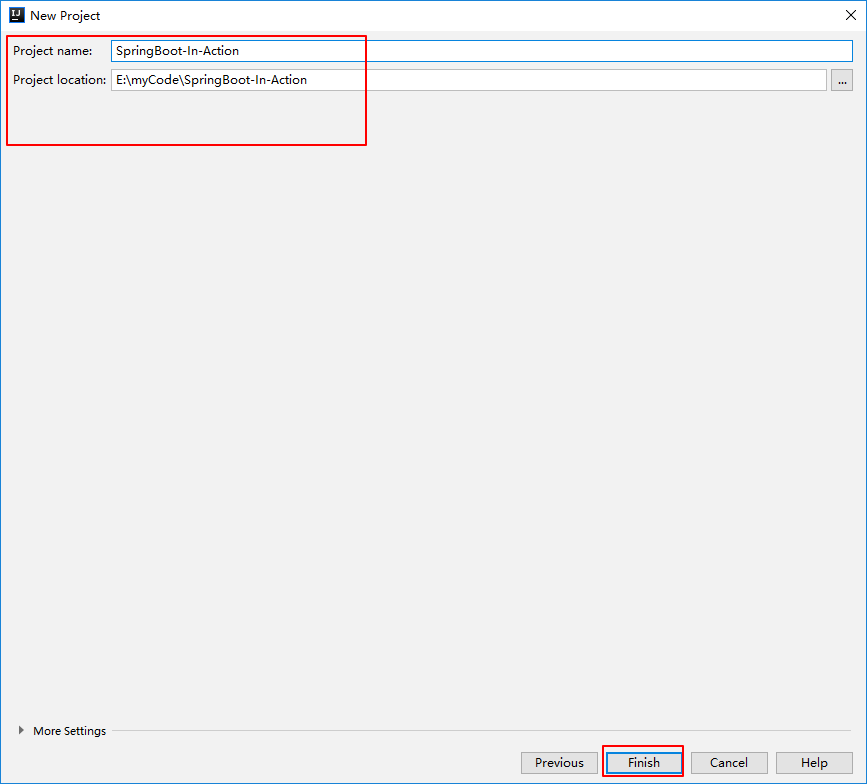 IJ New Project
Project name: SpringBoot-In-Action
Project location: E:\myCode\SpringBoot-In-Action ...
More Settings
Previous Finish Cancel Help